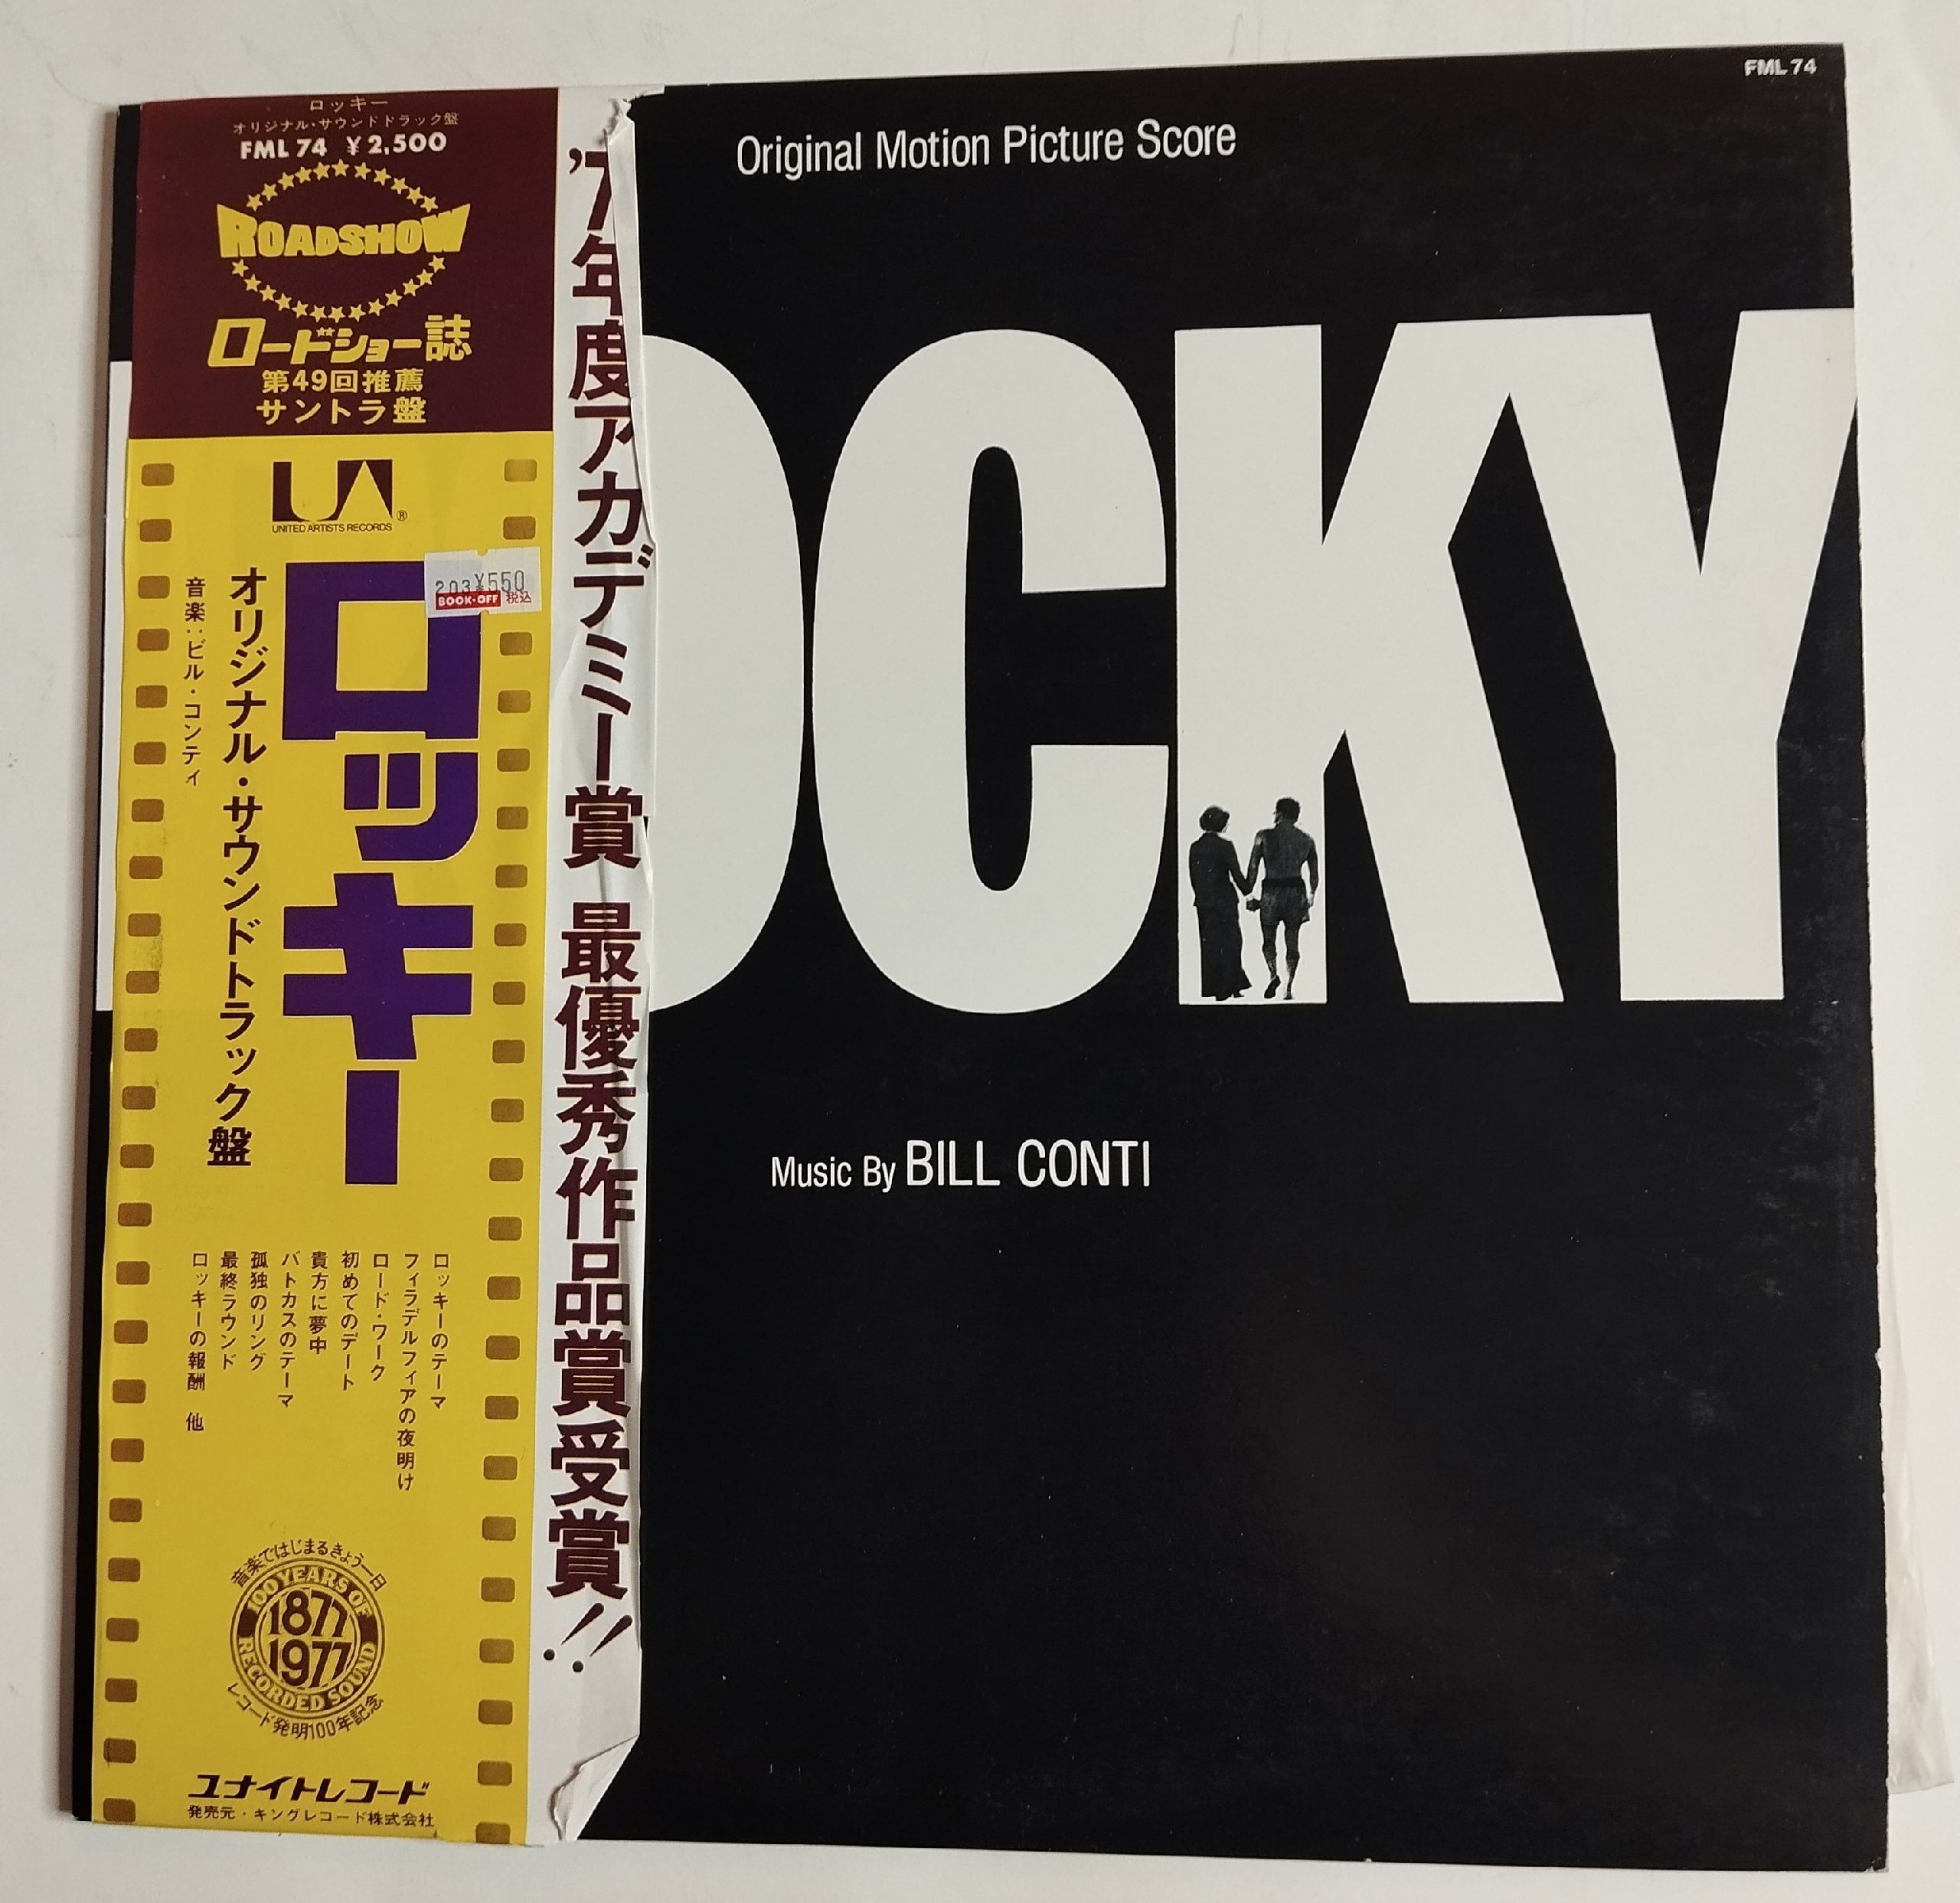 ロッキー
オリジナル・サウンドドラック盤
FML 74 ¥2,500
ROADSHOW
ロードショー誌
第49回推薦
サントラ盤
UA®
UNITED ARTISTS RECORDS
203¥550
BOOK-OFF 税込
ロッキー
オリジナル・サウンドトラック盤
音楽:ビル・コンティ
ロッキーのテーマ
フィラデルフィアの夜明け
ロード・ワーク
初めてのデート
貴方に夢中
バトカスのテーマ
孤独のリング
最終ラウンド
ロッキーの報酬 他
音楽ではじまるきょう一日
100 YEARS OF
1877
1977
RECORDED SOUND
レコード発明100年記念
ユナイトレコード
発売元・キングレコード株式会社
年度アカデミー賞 最優秀作品賞受賞!!
FML 74
Original Motion Picture Score
OCKY
Music By BILL CONTI